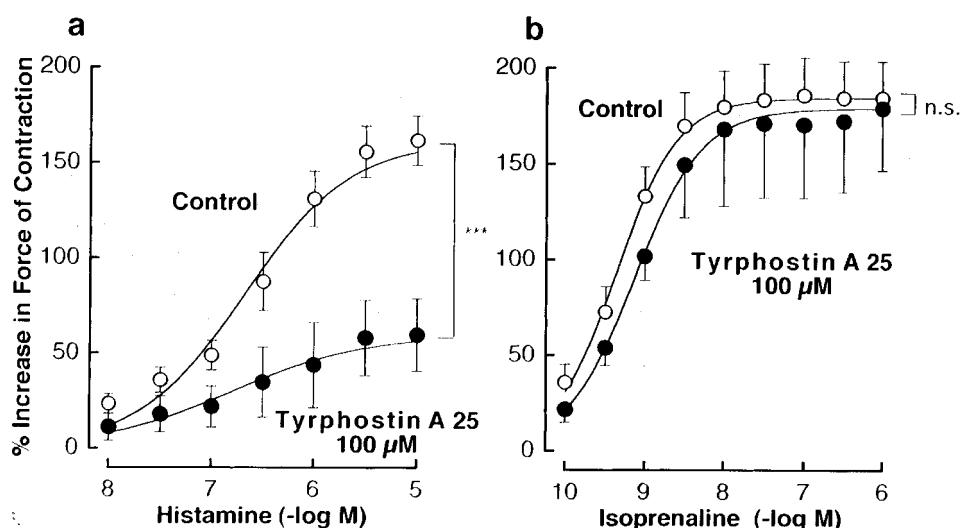 a
% Increase in Force of Contraction
200
150
100
50
0
Control
***
Tyrphostin A 25
100 µM
8 7 6 5
Histamine (-log M)
b
200
150
100
50
0
Control
n.s.
Tyrphostin A 25
100 µM
10 9 8 7 6
Isoprenaline (-log M)